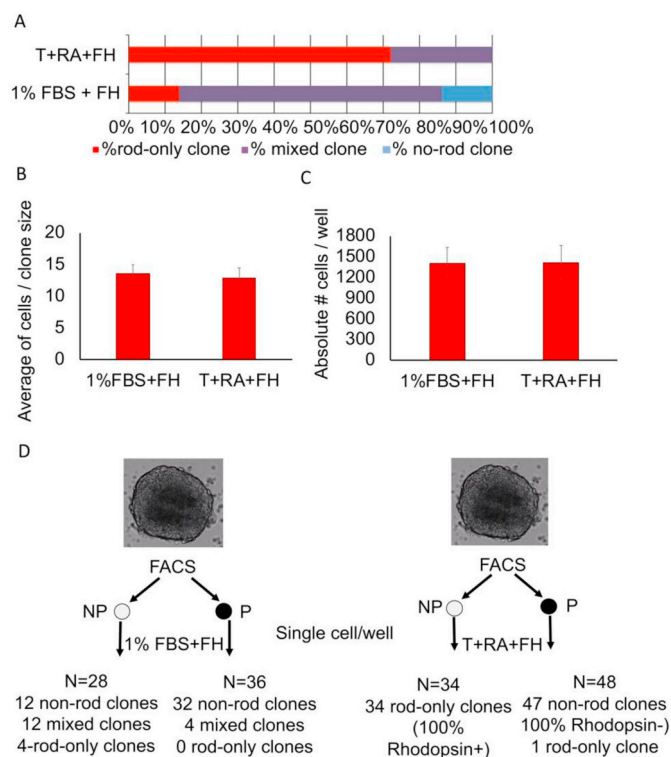 A
T+RA+FH
1% FBS + FH
0% 10% 20% 30% 40% 50% 60% 70% 80% 90% 100%
%rod-only clone % mixed clone % no-rod clone
B
Average of cells / clone size
20
15
10
5
0
1%FBS+FH T+RA+FH
C
Absolute # cells / well
1800
1500
1200
900
600
300
0
1%FBS+FH T+RA+FH
D
FACS
NP P
1% FBS+FH
N=28
12 non-rod clones
12 mixed clones
4-rod-only clones
N=36
32 non-rod clones
4 mixed clones
0 rod-only clones
Single cell/well
FACS
NP P
T+RA+FH
N=34
34 rod-only clones
(100%
Rhodopsin+)
N=48
47 non-rod clones
100% Rhodopsin-)
1 rod-only clone